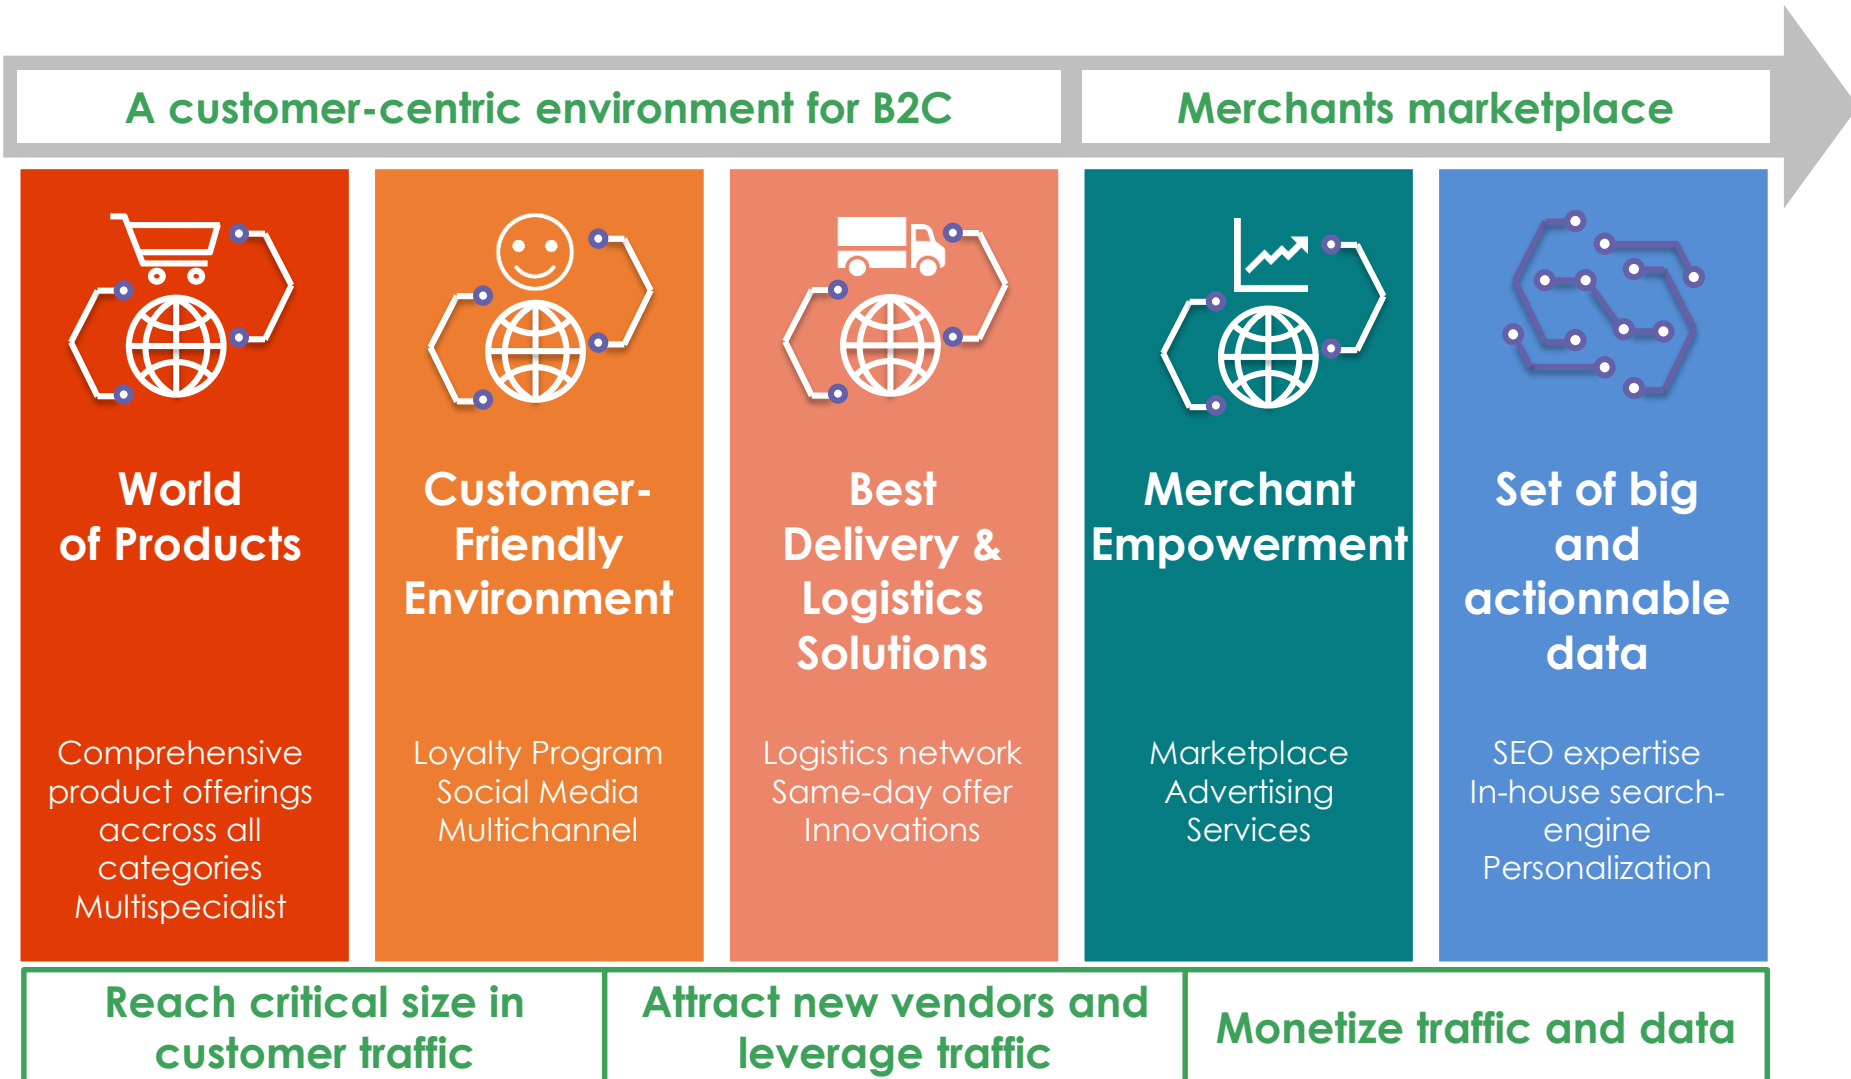 A customer-centric environment for B2C
Merchants marketplace
World
of Products
Comprehensive
product offerings
accross all
categories
Multispecialist
Customer-
Friendly
Environment
Loyalty Program
Social Media
Multichannel
Best
Delivery &
Logistics
Solutions
Logistics network
Same-day offer
Innovations
Merchant
Empowerment
Marketplace
Advertising
Services
Set of big
and
actionnable
data
SEO expertise
In-house search-
engine
Personalization
Reach critical size in
customer traffic
Attract new vendors and
leverage traffic
Monetize traffic and data